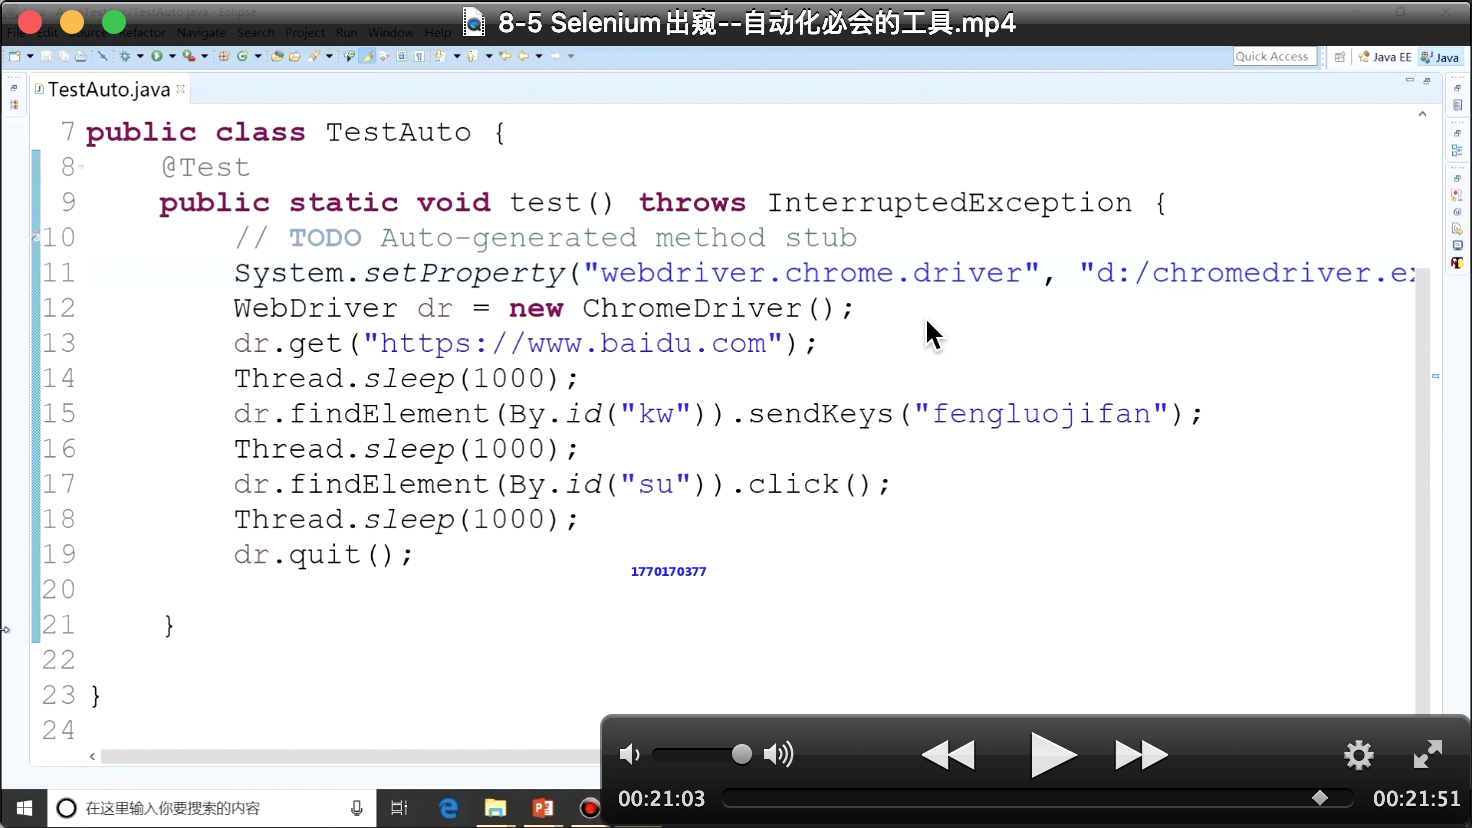 8-5 Selenium出窥--自动化必会的工具.mp4
TestAuto.java - Eclipse
File Edit Source Refactor Navigate Search Project Run Window Help
Quick Access
Java EE
Java
TestAuto.java
7 public class TestAuto {
8 @Test
9 public static void test() throws InterruptedException {
10 // TODO Auto-generated method stub
11 System.setProperty("webdriver.chrome.driver", "d:/chromedriver.ex
12 WebDriver dr = new ChromeDriver();
13 dr.get("https://www.baidu.com");
14 Thread.sleep(1000);
15 dr.findElement(By.id("kw")).sendKeys("fengluojifan");
16 Thread.sleep(1000);
17 dr.findElement(By.id("su")).click();
18 Thread.sleep(1000);
19 dr.quit();
1770170377
20
21 }
22
23 }
24
00:21:03
00:21:51
在这里输入你要搜索的内容